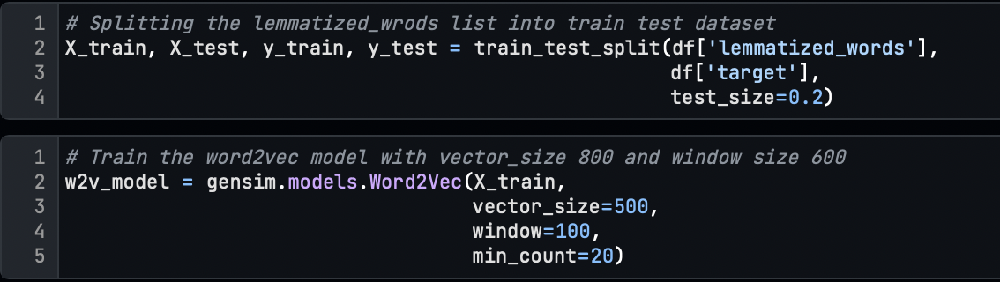 1 # Splitting the lemmatized_wrods list into train test dataset
2 X_train, X_test, y_train, y_test = train_test_split(df['lemmatized_words'],
3 df['target'],
4 test_size=0.2)
1 # Train the word2vec model with vector_size 800 and window size 600
2 w2v_model = gensim.models.Word2Vec(X_train,
3 vector_size=500,
4 window=100,
5 min_count=20)